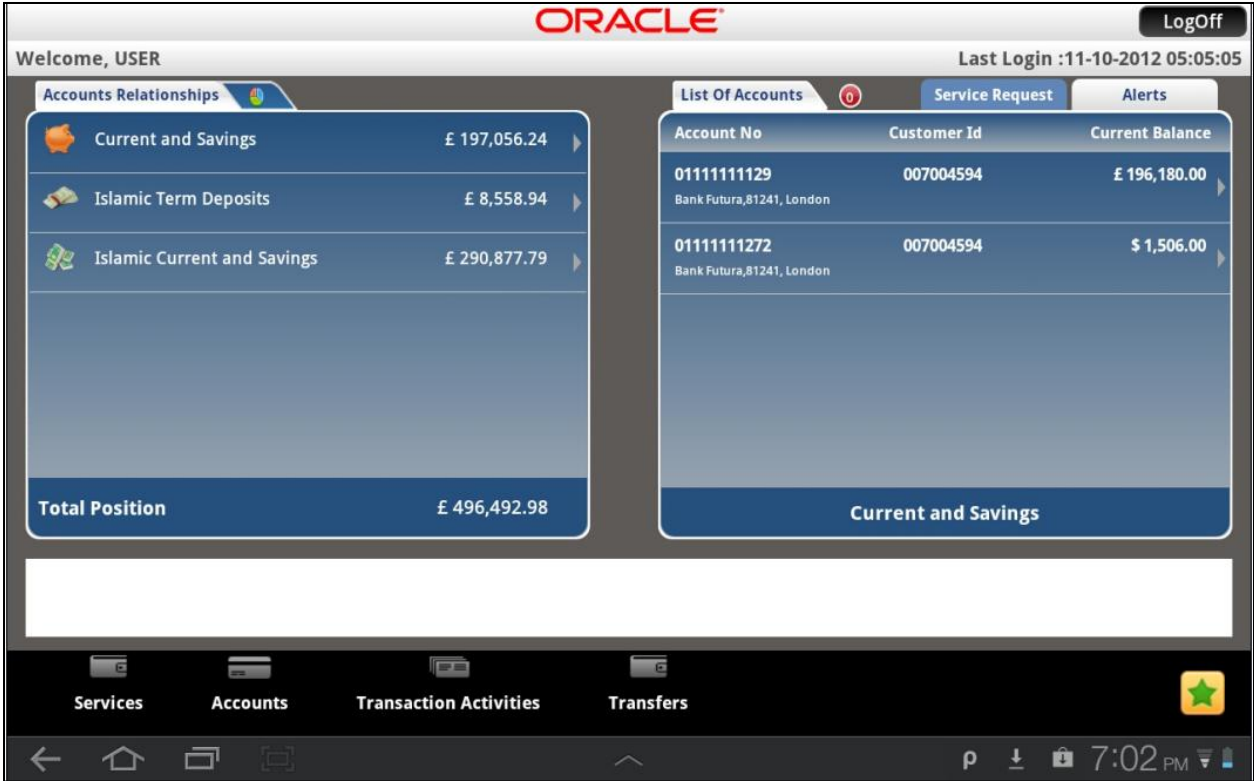 ORACLE
LogOff
Welcome, USER
Last Login :11-10-2012 05:05:05
Accounts Relationships
List Of Accounts 0 Service Request Alerts
Current and Savings £ 197,056.24
Islamic Term Deposits £ 8,558.94
Islamic Current and Savings £ 290,877.79
Total Position £ 496,492.98
Account No Customer Id Current Balance
01111111129 007004594 £ 196,180.00
Bank Futura,81241, London
01111111272 007004594 $ 1,506.00
Bank Futura,81241, London
Current and Savings
Services Accounts Transaction Activities Transfers
7:02 PM